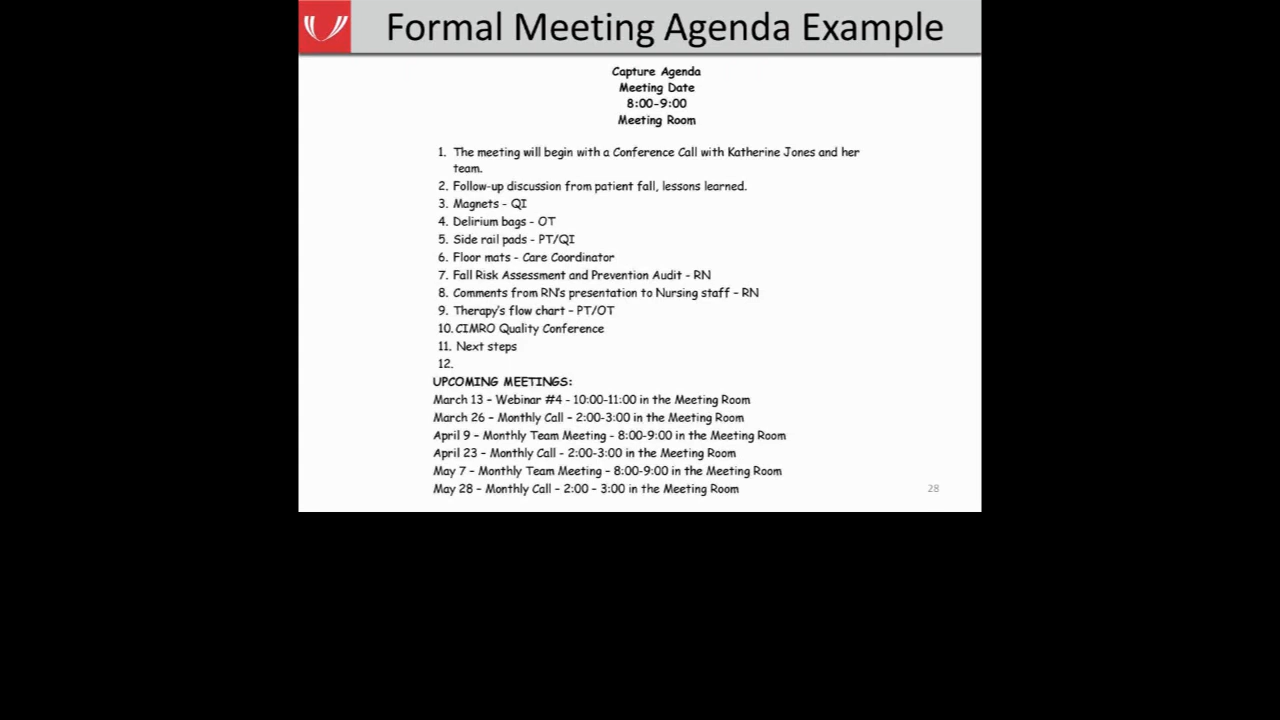 Formal Meeting Agenda Example
Capture Agenda
Meeting Date
8:00-9:00
Meeting Room
1. The meeting will begin with a Conference Call with Katherine Jones and her
team.
2. Follow-up discussion from patient fall, lessons learned.
3. Magnets - QI
4. Delirium bags - OT
5. Side rail pads - PT/QI
6. Floor mats - Care Coordinator
7. Fall Risk Assessment and Prevention Audit - RN
8. Comments from RN's presentation to Nursing staff – RN
9. Therapy's flow chart – PT/OT
10. CIMRO Quality Conference
11. Next steps
12.
UPCOMING MEETINGS:
March 13 – Webinar #4 - 10:00-11:00 in the Meeting Room
March 26 – Monthly Call – 2:00-3:00 in the Meeting Room
April 9 – Monthly Team Meeting - 8:00-9:00 in the Meeting Room
April 23 – Monthly Call – 2:00-3:00 in the Meeting Room
May 7 – Monthly Team Meeting – 8:00-9:00 in the Meeting Room
May 28 – Monthly Call – 2:00 – 3:00 in the Meeting Room
28